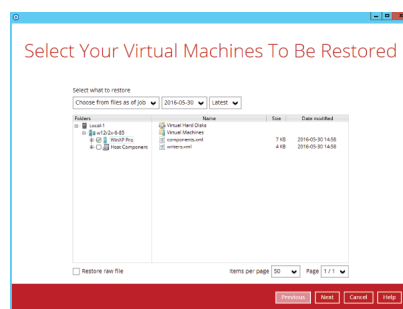 Select Your Virtual Machines To Be Restored
Select what to restore
Choose from files as of job 2016-05-30 Latest
Folders Name Size Date modified
Local-1 Virtual Hard Disks
Virtual Machines
WinXP Pro components.xml 7 KB 2016-05-30 14:58
Host Component writers.xml 4 KB 2016-05-30 14:58
Restore raw file Items per page 50 Page 1 / 1
Previous Next Cancel Help